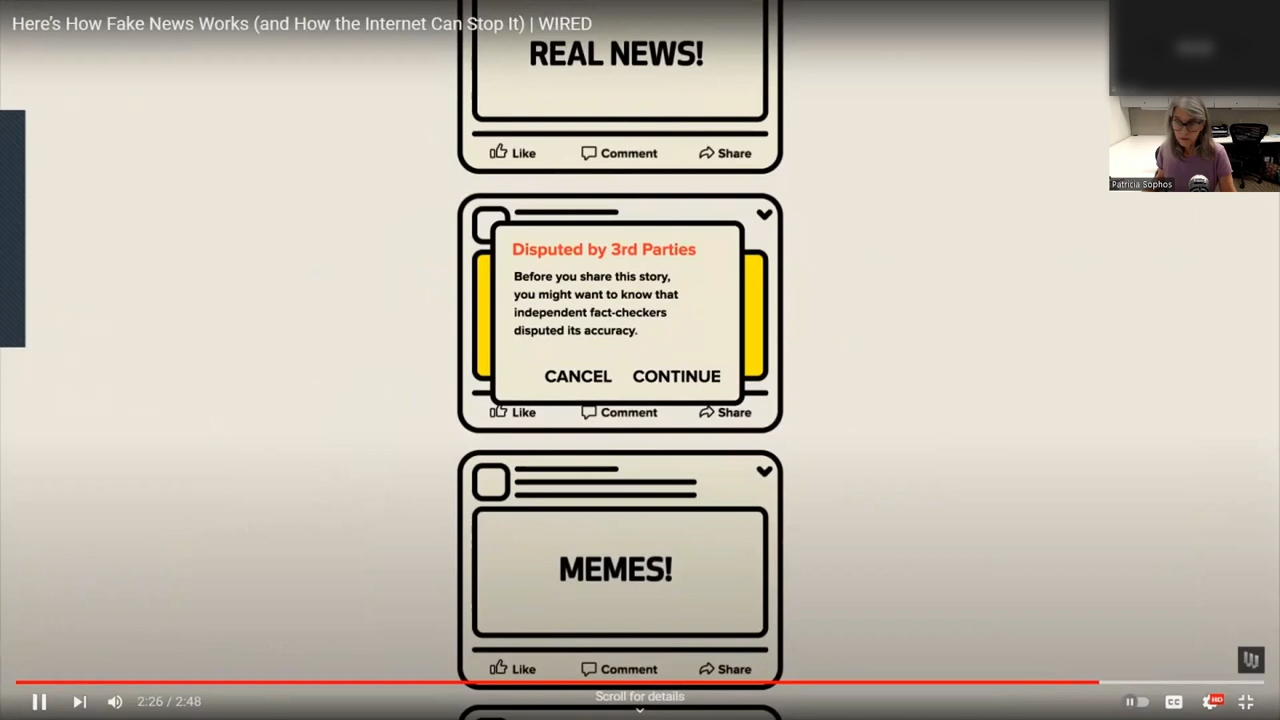 Here's How Fake News Works (and How the Internet Can Stop It) | WIRED
REAL NEWS!
Like Comment Share
Patricia Sophos
Disputed by 3rd Parties
Before you share this story,
you might want to know that
independent fact-checkers
disputed its accuracy.
CANCEL CONTINUE
Like Comment Share
MEMES!
Like Comment Share
W
Scroll for details
2:26 / 2:48
CC
HD